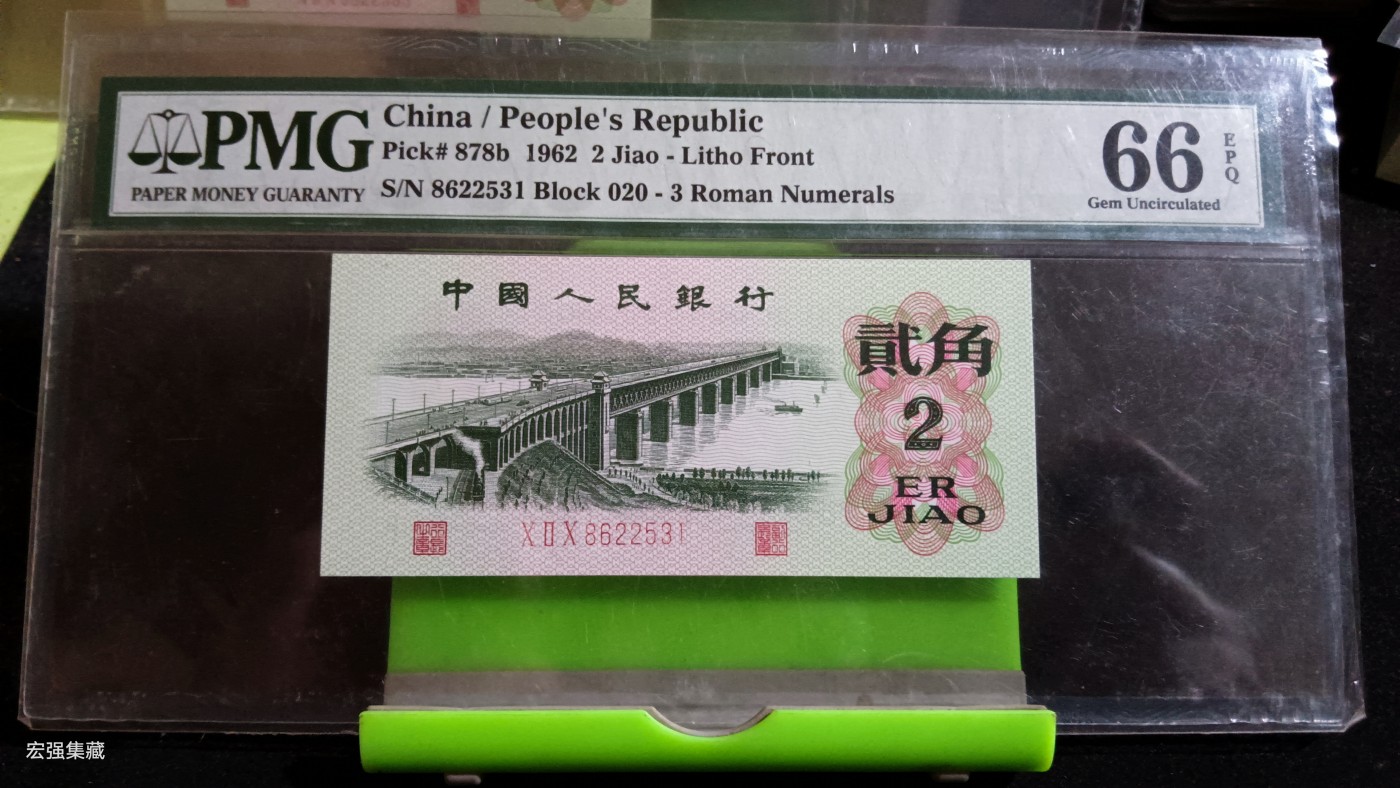 PMG
PAPER MONEY GUARANTY
China / People's Republic
Pick# 878b 1962 2 Jiao - Litho Front
S/N 8622531 Block 020 - 3 Roman Numerals
66
EPQ
Gem Uncirculated
中國人民銀行
貳角
2
ER
JIAO
X II X 8622531
宏强集藏